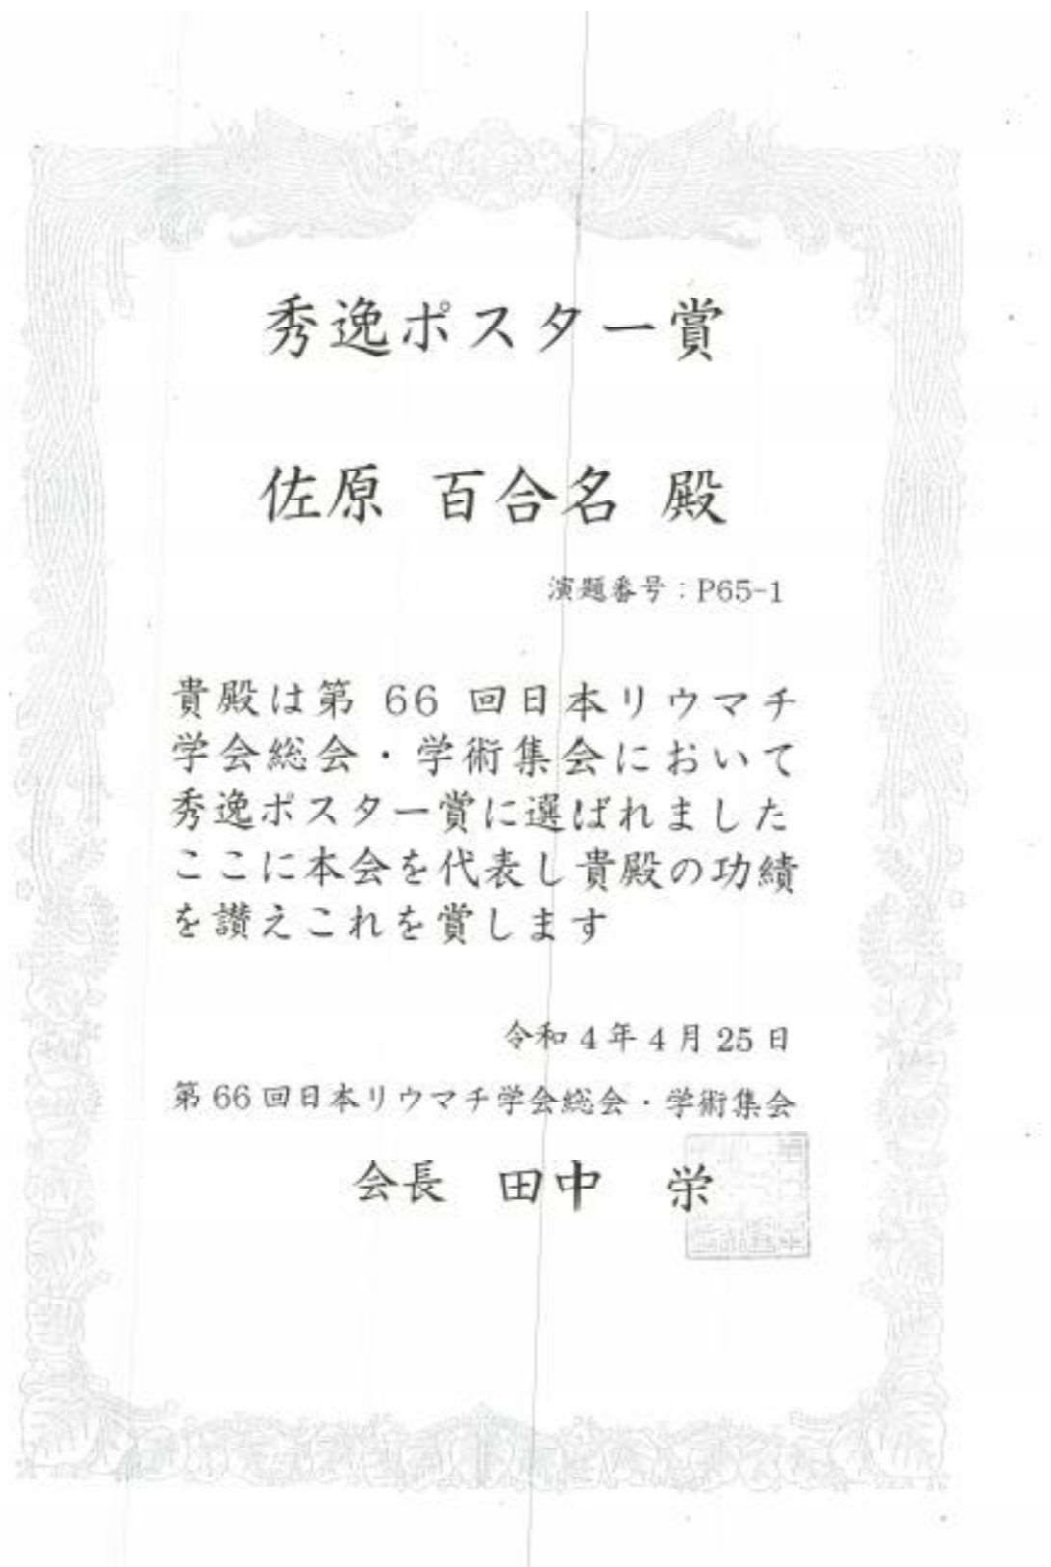 秀逸ポスター賞
佐原 百合名 殿
演題番号：P65-1
貴殿は第 66 回日本リウマチ
学会総会・学術集会において
秀逸ポスター賞に選ばれました
ここに本会を代表し貴殿の功績
を讃えこれを賞します
令和4年4月25日
第66回日本リウマチ学会総会・学術集会
会長 田中 栄